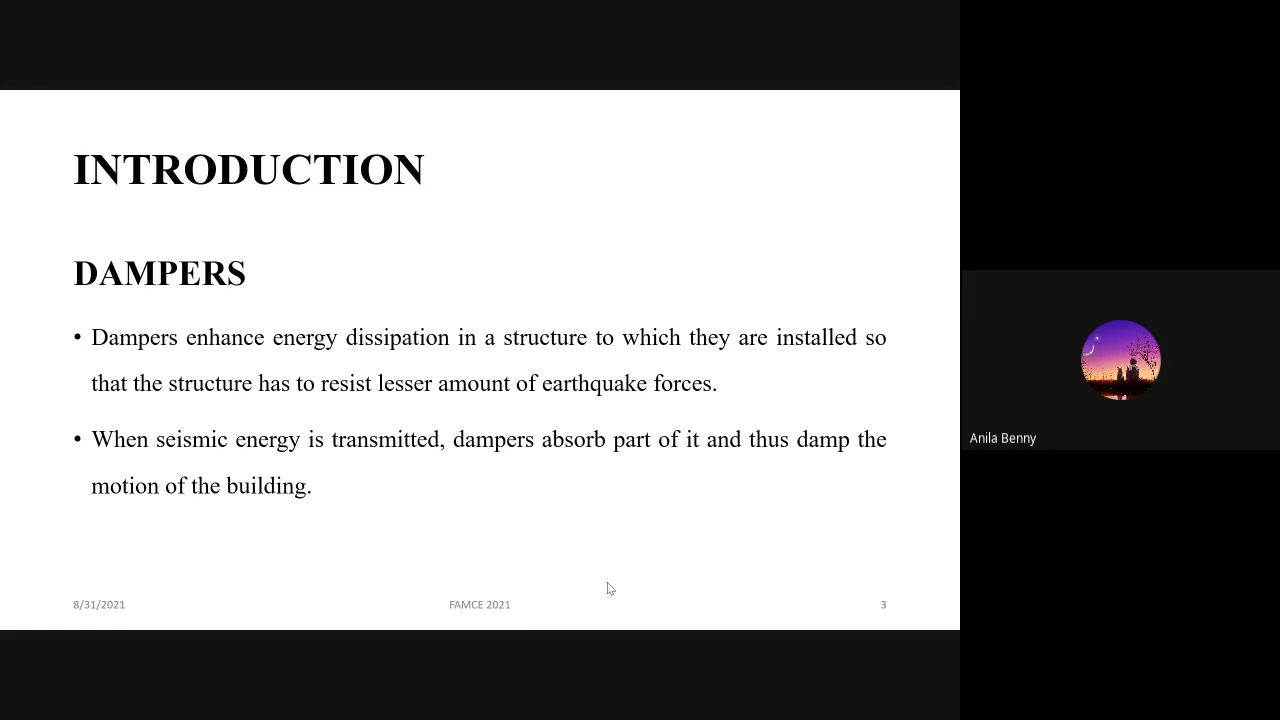 INTRODUCTION
DAMPERS
• Dampers enhance energy dissipation in a structure to which they are installed so
that the structure has to resist lesser amount of earthquake forces.
• When seismic energy is transmitted, dampers absorb part of it and thus damp the
motion of the building.
8/31/2021
FAMCE 2021
3
Anila Benny